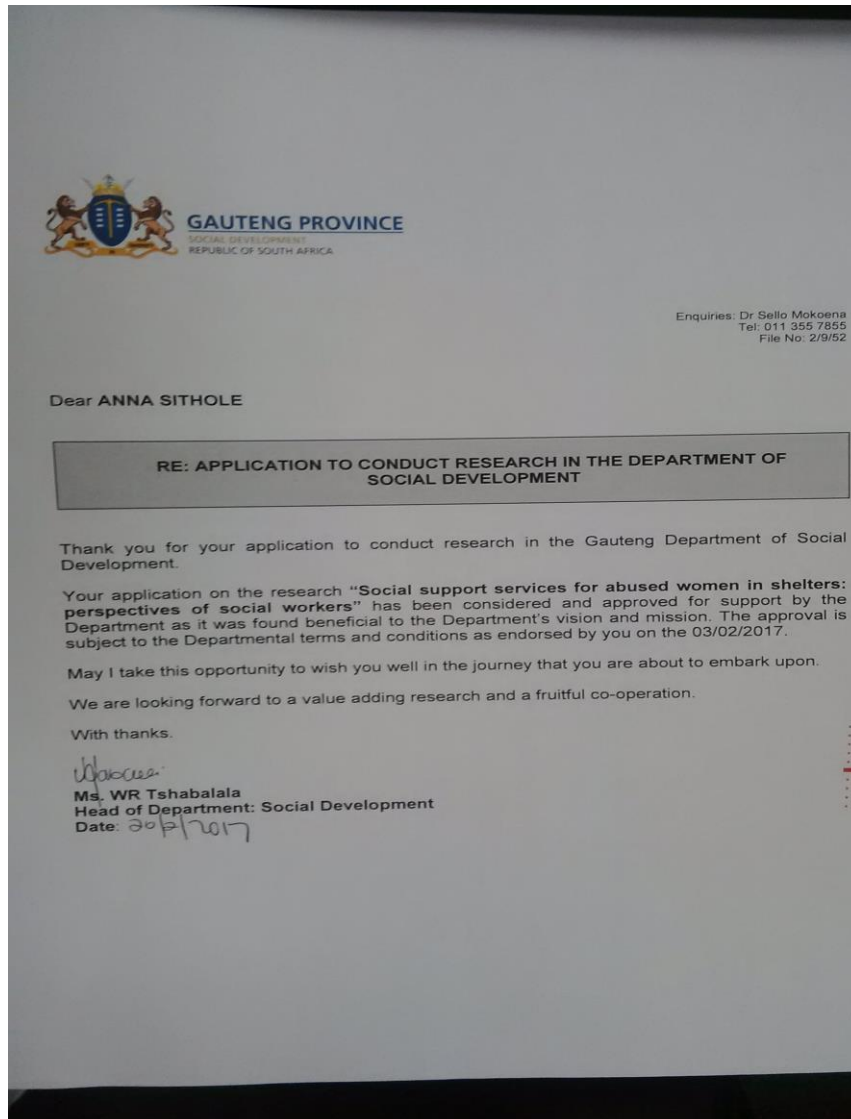 GAUTENG PROVINCE
SOCIAL DEVELOPMENT
REPUBLIC OF SOUTH AFRICA
Enquiries: Dr Sello Mokoena
Tel: 011 355 7855
File No: 2/9/52
Dear ANNA SITHOLE
RE: APPLICATION TO CONDUCT RESEARCH IN THE DEPARTMENT OF
SOCIAL DEVELOPMENT
Thank you for your application to conduct research in the Gauteng Department of Social
Development.
Your application on the research “Social support services for abused women in shelters:
perspectives of social workers” has been considered and approved for support by the
Department as it was found beneficial to the Department's vision and mission. The approval is
subject to the Departmental terms and conditions as endorsed by you on the 03/02/2017.
May I take this opportunity to wish you well in the journey that you are about to embark upon.
We are looking forward to a value adding research and a fruitful co-operation.
With thanks.
Ms. WR Tshabalala
Head of Department: Social Development
Date: 20/2/2017